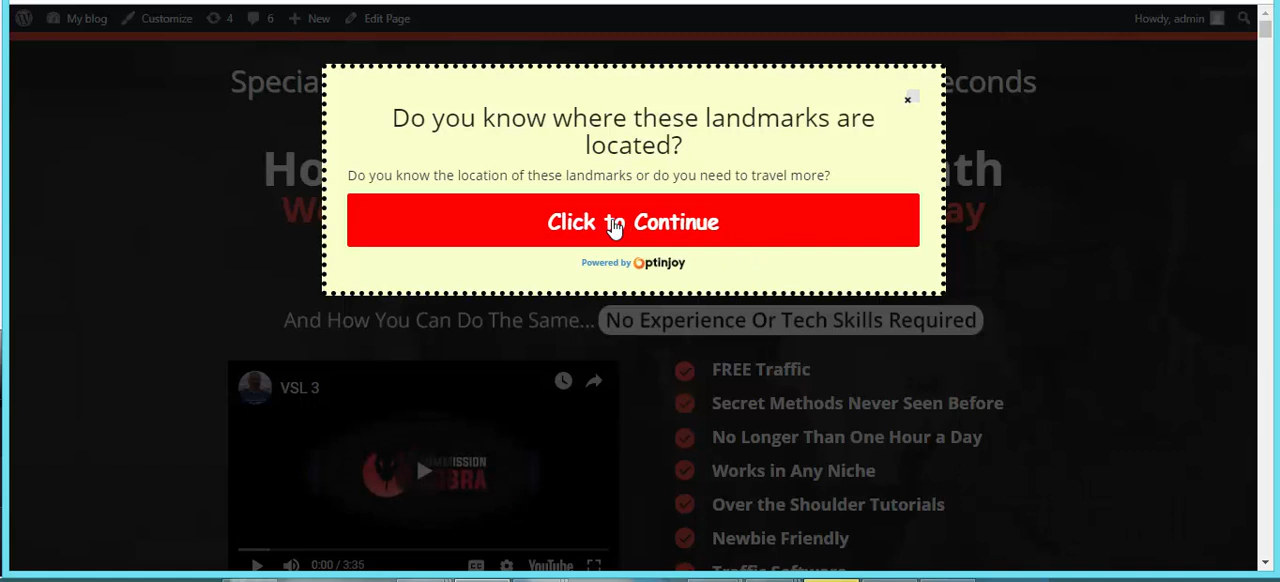 My blog Customize 4 6 New Edit Page Howdy, admin
Specia econds
Do you know where these landmarks are
located?
Do you know the location of these landmarks or do you need to travel more?
Click to Continue
Powered by Optinjoy
Ho th
W ay
And How You Can Do The Same... No Experience Or Tech Skills Required
VSL 3
FREE Traffic
Secret Methods Never Seen Before
No Longer Than One Hour a Day
Works in Any Niche
Over the Shoulder Tutorials
Newbie Friendly
Traffic Software
0:00 / 3:35
YouTube